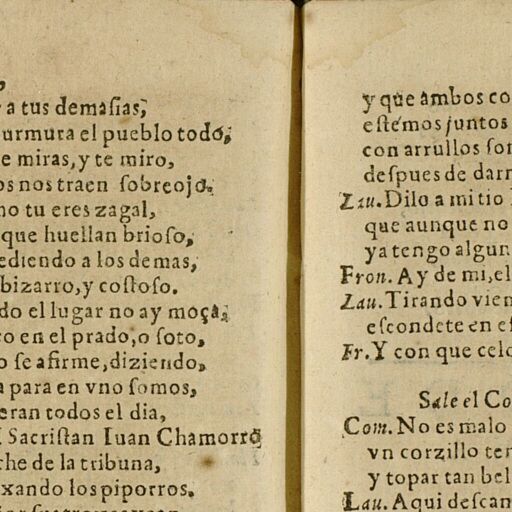 a tus demasias,
urmura el pueblo todo,
e miras, y te miro,
os nos traen sobreojo.
no tu eres zagal,
que huellan brioso,
ediendo a los demas,
bizarro, y costoso.
do el lugar no ay moça,
o en el prado, o soto,
o se afirme, diziendo,
a para en vno somos,
eran todos el dia,
l Sacristan Iuan Chamorro
che de la tribuna,
xando los piporros.
y que ambos co
estèmos juntos
con arrullos son
despues de darn
Lau. Dilo a mi tio
que aunque no
ya tengo algun
Fron. Ay de mi, el
Lau. Tirando vien
escondete en es
Fr. Y con que celo
Sale el Co
Com. No es malo
vn corzillo ten
y topar tan bel
Lau. Aqui descan